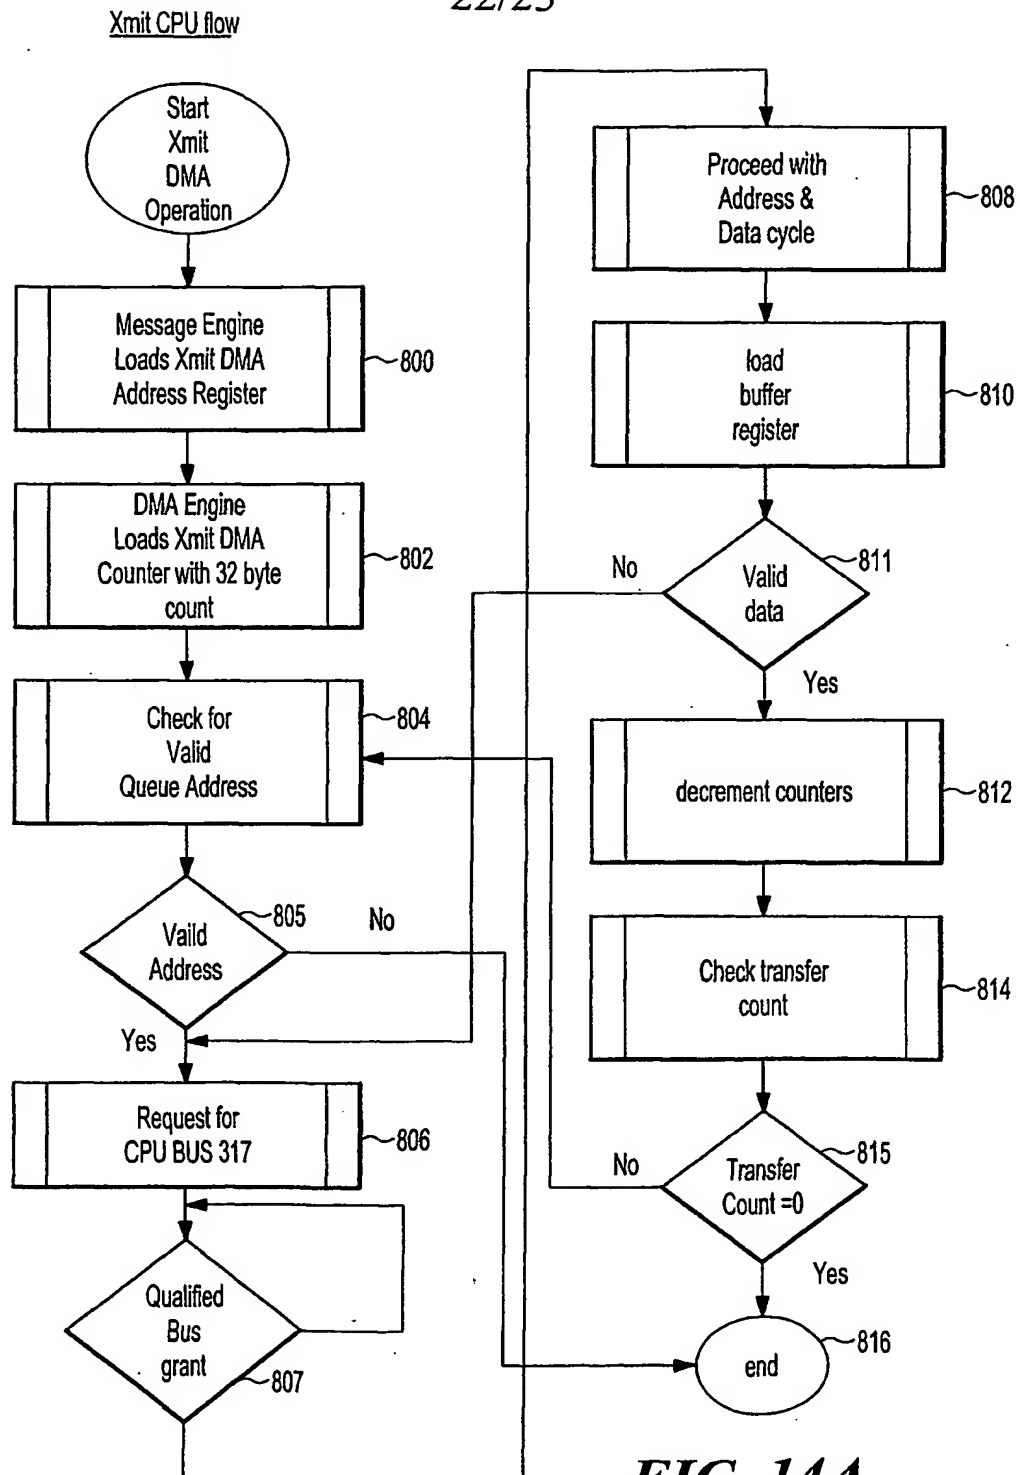 22/23
Xmit CPU flow
Start
Xmit
DMA
Operation
Message Engine
Loads Xmit DMA
Address Register
800
DMA Engine
Loads Xmit DMA
Counter with 32 byte
count
802
Check for
Valid
Queue Address
804
Vaild
Address
805
No
Yes
Request for
CPU BUS 317
806
Qualified
Bus
grant
807
Proceed with
Address &
Data cycle
808
load
buffer
register
810
Valid
data
811
No
Yes
decrement counters
812
Check transfer
count
814
Transfer
Count =0
815
No
Yes
end
816
FIG. 14A